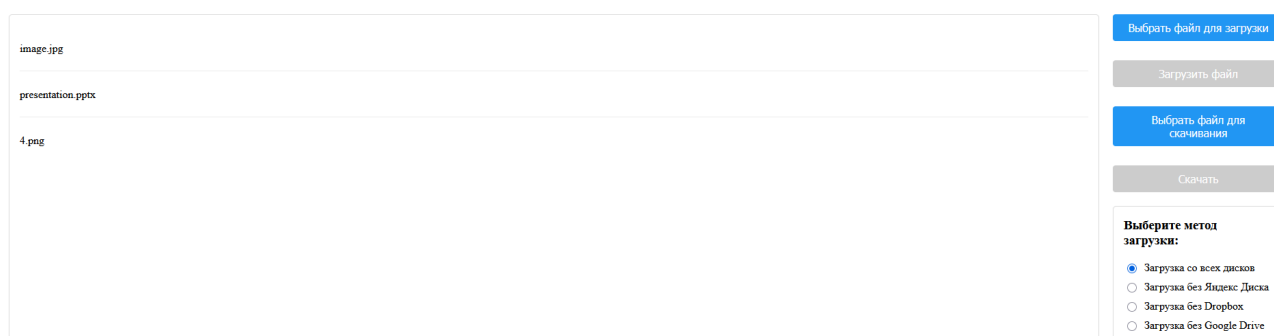 image.jpg
presentation.pptx
4.png
Выбрать файл для загрузки
Загрузить файл
Выбрать файл для
скачивания
Скачать
Выберите метод
загрузки:
Загрузка со всех дисков
Загрузка без Яндекс Диска
Загрузка без Dropbox
Загрузка без Google Drive